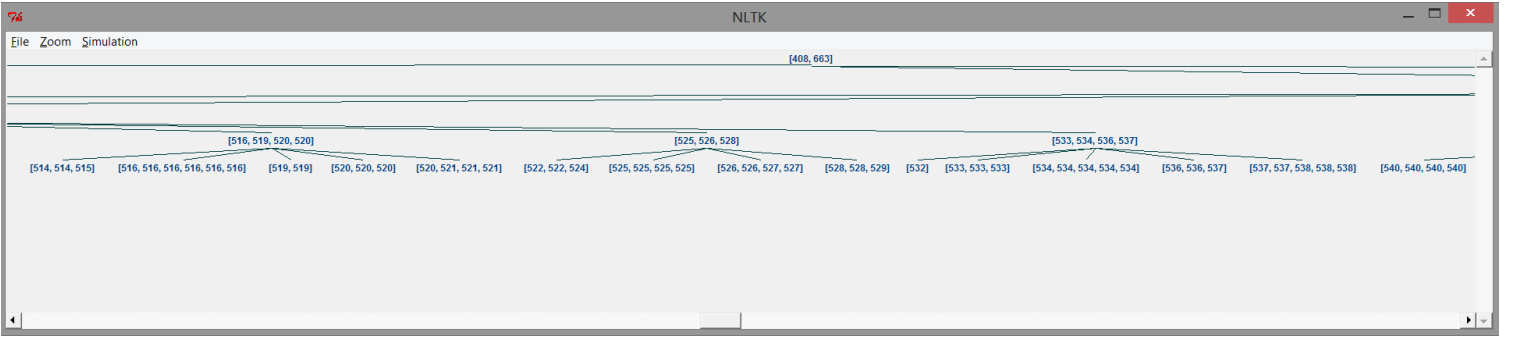 NLTK
File Zoom Simulation
[408, 663]
[516, 519, 520, 520] [525, 526, 528] [533, 534, 536, 537]
[514, 514, 515] [516, 516, 516, 516, 516, 516] [519, 519] [520, 520, 520] [520, 521, 521, 521] [522, 522, 524] [525, 525, 525, 525] [526, 526, 527, 527] [528, 528, 529] [532] [533, 533, 533] [534, 534, 534, 534, 534] [536, 536, 537] [537, 537, 538, 538, 538] [540, 540, 540, 540]